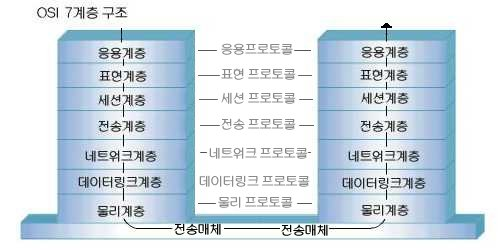 OSI 7계층 구조
응용계층 응용프로토콜 응용계층
표현계층 표현 프로토콜 표현계층
세션계층 세션 프로토콜 세션계층
전송계층 전송 프로토콜 전송계층
네트워크계층 네트워크 프로토콜 네트워크계층
데이터링크계층 데이터링크 프로토콜 데이터링크계층
물리계층 물리 프로토콜 물리계층
전송매체 전송매체